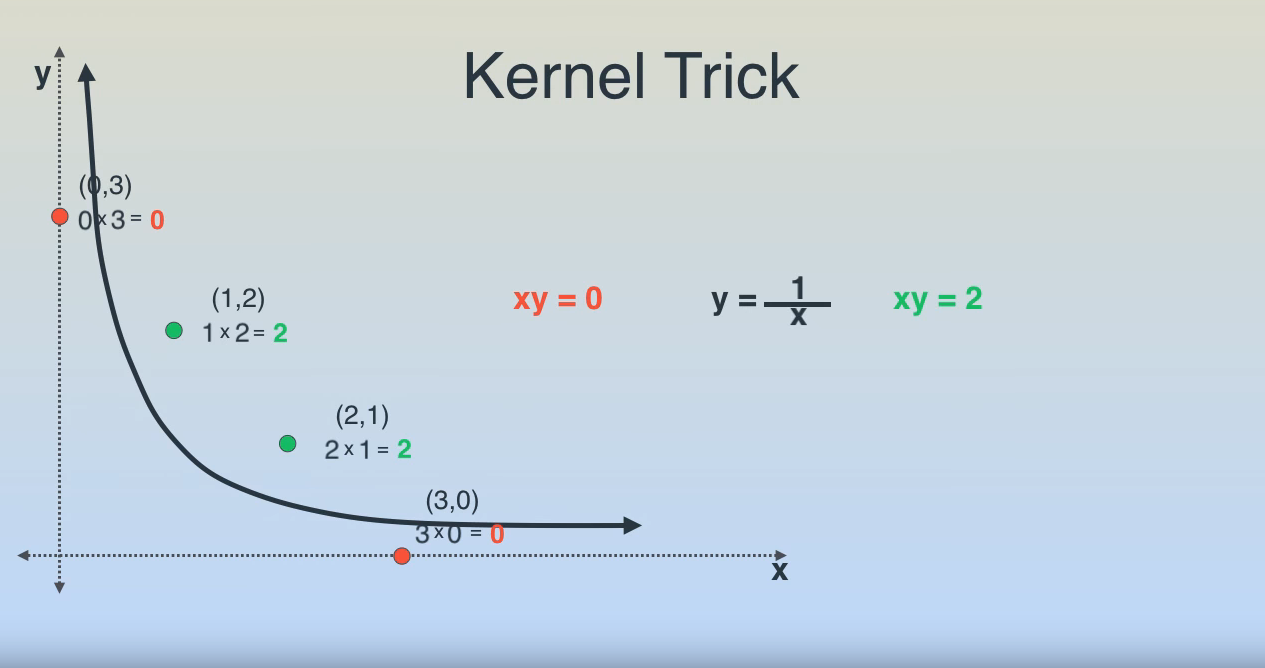 Kernel Trick
y
(0,3)
0 × 3 = 0
(1,2)
1 × 2 = 2
xy = 0
y = 1/x
xy = 2
(2,1)
2 × 1 = 2
(3,0)
3 × 0 = 0
x